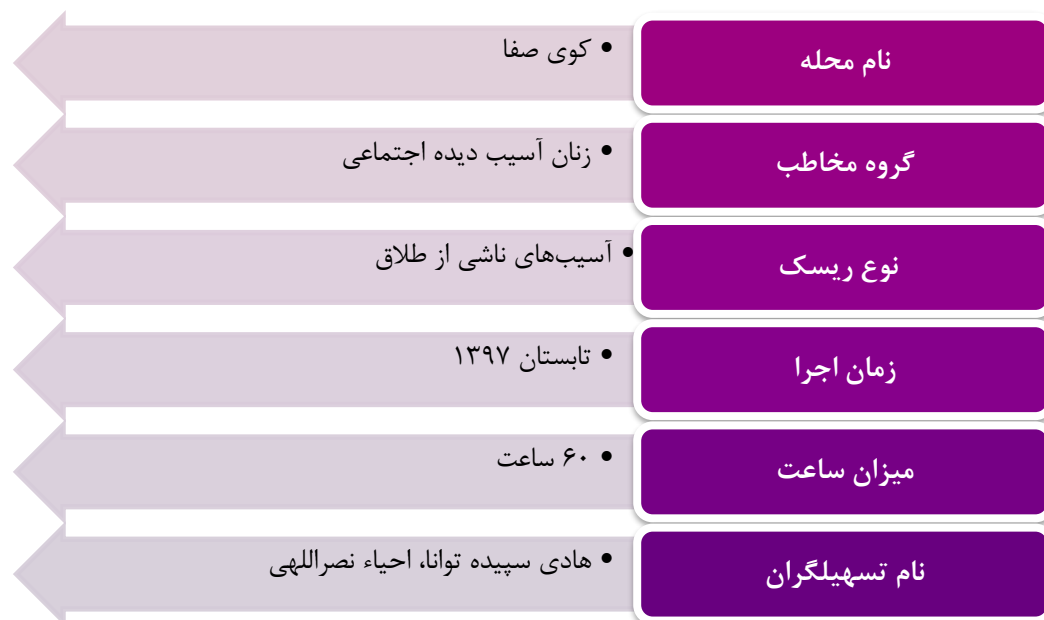 نام محله
• کوی صفا
گروه مخاطب
• زنان آسیب دیده اجتماعی
نوع ریسک
• آسیب‌های ناشی از طلاق
زمان اجرا
• تابستان ۱۳۹۷
میزان ساعت
• ۶۰ ساعت
نام تسهیلگران
• هادی سپیده توانا، احیاء نصراللهی